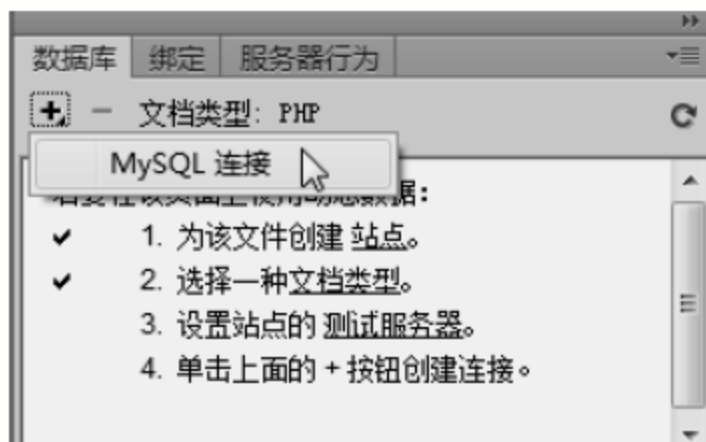 数据库 绑定 服务器行为
文档类型: PHP
MySQL 连接
1. 为该文件创建 站点。
2. 选择一种文档类型。
3. 设置站点的 测试服务器。
4. 单击上面的 + 按钮创建连接。